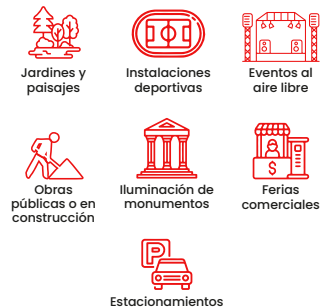 Jardines y
paisajes
Instalaciones
deportivas
Eventos al
aire libre
Obras
públicas o en
construcción
Iluminación de
monumentos
$
Ferias
comerciales
P
Estacionamientos